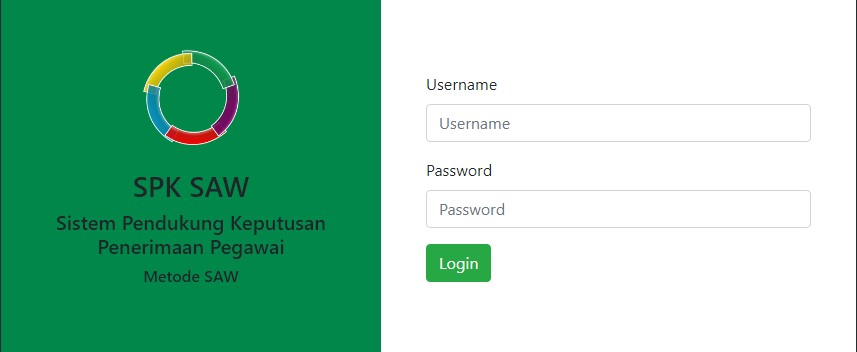 SPK SAW
Sistem Pendukung Keputusan
Penerimaan Pegawai
Metode SAW
Username
Username
Password
Password
Login